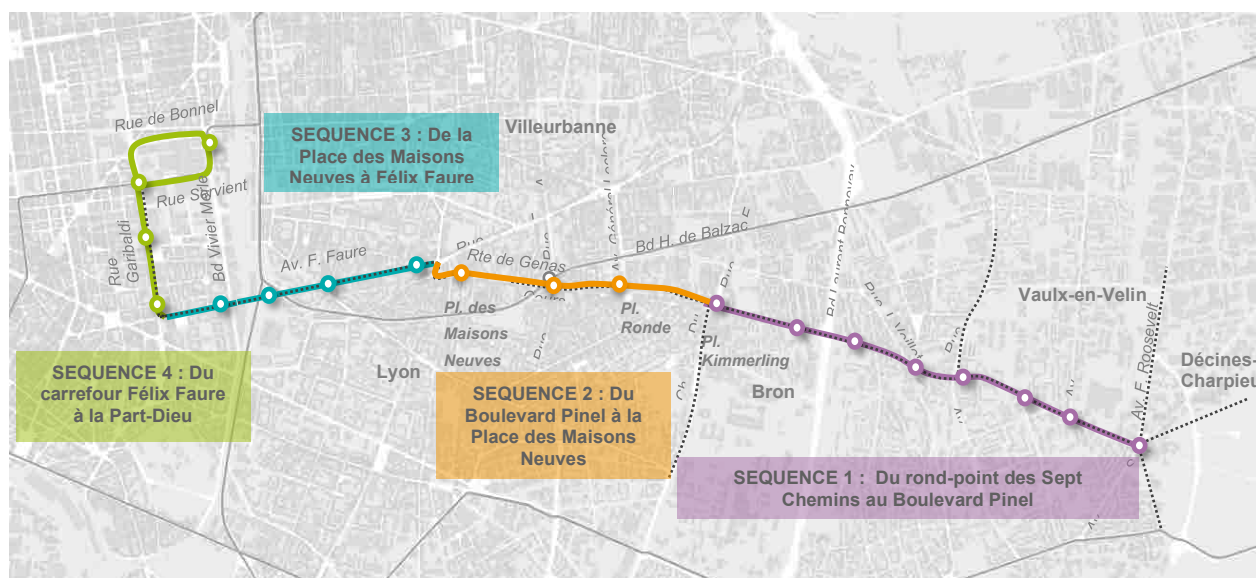 Rue de Bonnel
SEQUENCE 3 : De la
Place des Maisons
Neuves à Félix Faure
Villeurbanne
Rue Servient
Rue
Garibaldi
Bd Vivier Merle
Av. F. Faure
Rte de Genas
Bd H. de Balzac
Bd Laurent Bonnevay
Pl. des
Maisons
Neuves
Pl.
Ronde
Pl.
Kimmerling
Vaulx-en-Velin
Av. F. Roosevelt
Décines-
Charpieu
Lyon
Bron
SEQUENCE 4 : Du
carrefour Félix Faure
à la Part-Dieu
SEQUENCE 2 : Du
Boulevard Pinel à la
Place des Maisons
Neuves
SEQUENCE 1 : Du rond-point des Sept
Chemins au Boulevard Pinel